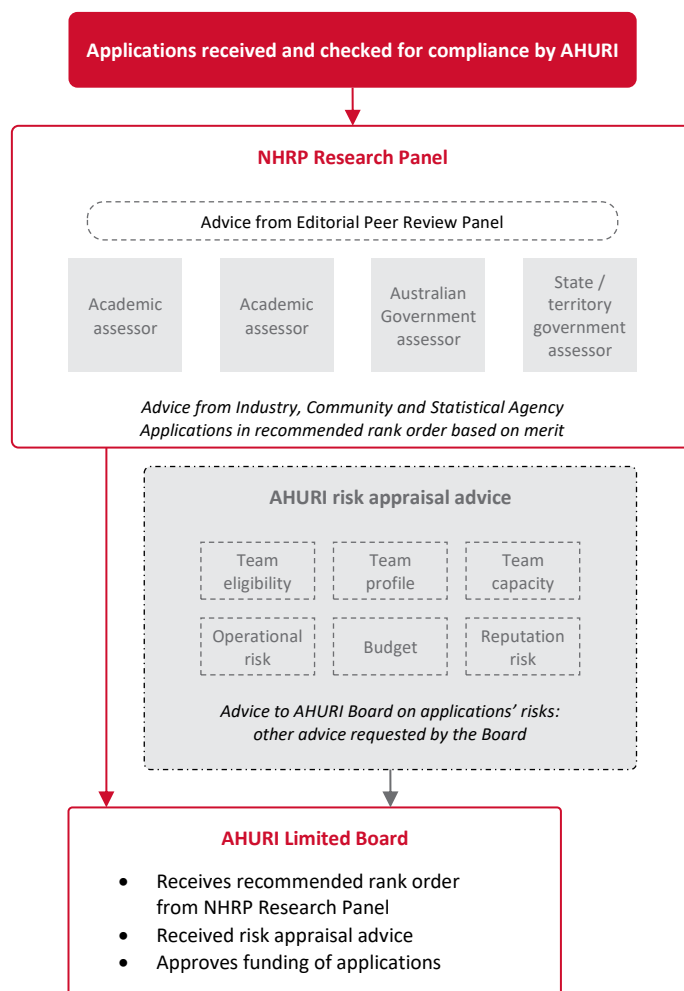 Applications received and checked for compliance by AHURI
NHRP Research Panel
Advice from Editorial Peer Review Panel
Academic
assessor
Academic
assessor
Australian
Government
assessor
State /
territory
government
assessor
Advice from Industry, Community and Statistical Agency
Applications in recommended rank order based on merit
AHURI risk appraisal advice
Team
eligibility
Team
profile
Team
capacity
Operational
risk
Budget
Reputation
risk
Advice to AHURI Board on applications’ risks:
other advice requested by the Board
AHURI Limited Board
• Receives recommended rank order
from NHRP Research Panel
• Received risk appraisal advice
• Approves funding of applications